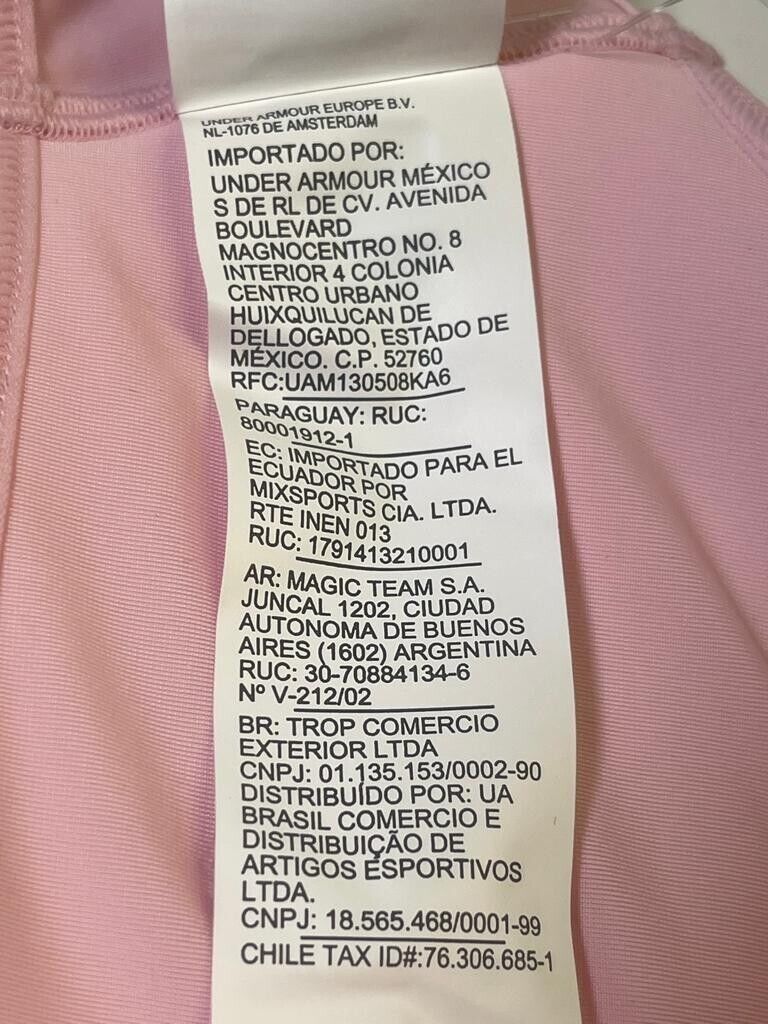 UNDER ARMOUR EUROPE B.V.
NL-1076 DE AMSTERDAM
IMPORTADO POR:
UNDER ARMOUR MÉXICO
S DE RL DE CV. AVENIDA
BOULEVARD
MAGNOCENTRO NO. 8
INTERIOR 4 COLONIA
CENTRO URBANO
HUIXQUILUCAN DE
DELLOGADO, ESTADO DE
MÉXICO. C.P. 52760
RFC:UAM130508KA6
PARAGUAY: RUC:
80001912-1
EC: IMPORTADO PARA EL
ECUADOR POR
MIXSPORTS CIA. LTDA.
RTE INEN 013
RUC: 1791413210001
AR: MAGIC TEAM S.A.
JUNCAL 1202, CIUDAD
AUTONOMA DE BUENOS
AIRES (1602) ARGENTINA
RUC: 30-70884134-6
Nº V-212/02
BR: TROP COMERCIO
EXTERIOR LTDA
CNPJ: 01.135.153/0002-90
DISTRIBUÍDO POR: UA
BRASIL COMERCIO E
DISTRIBUIÇÃO DE
ARTIGOS ESPORTIVOS
LTDA.
CNPJ: 18.565.468/0001-99
CHILE TAX ID#:76.306.685-1